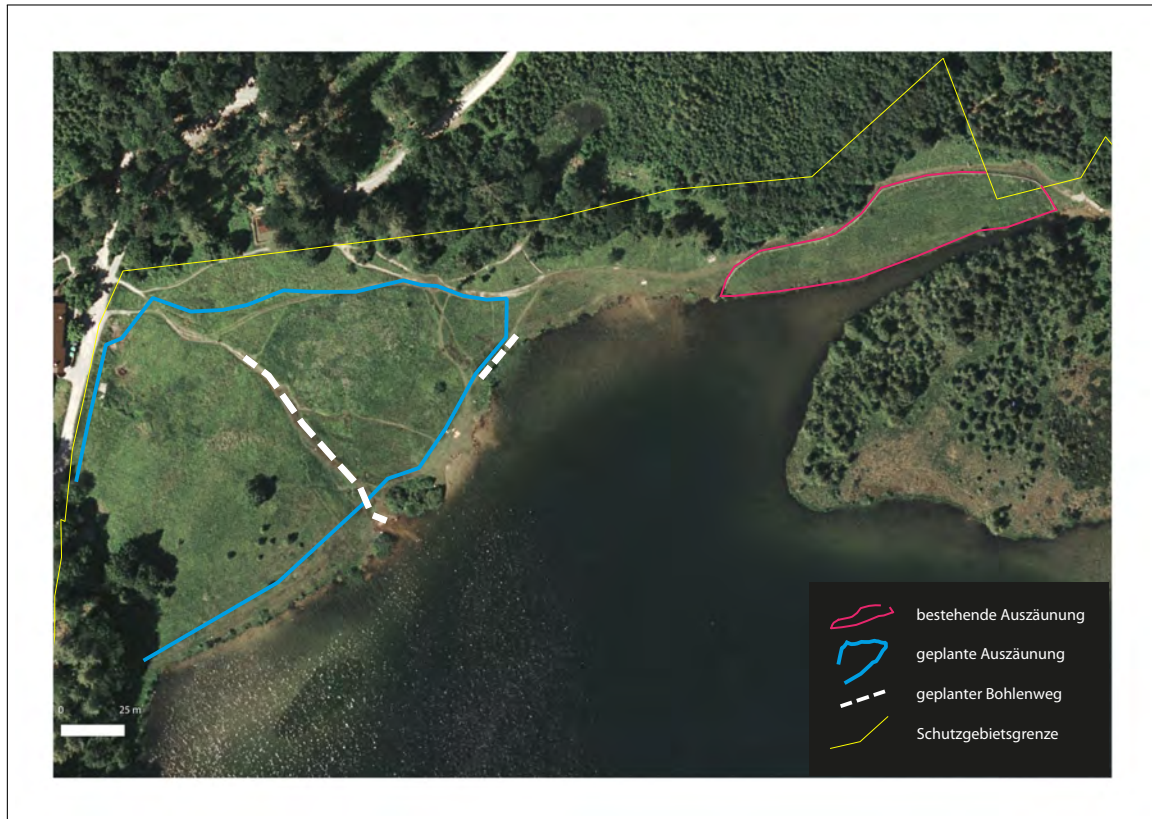 bestehende Auszäunung
geplante Auszäunung
geplanter Bohlenweg
Schutzgebietsgrenze
0 25 m